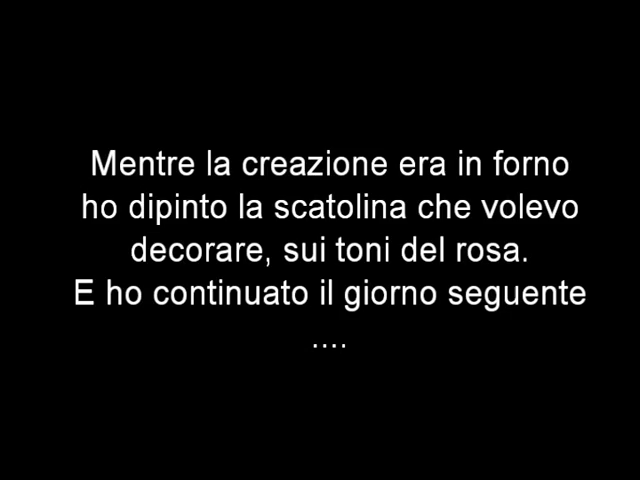 Mentre la creazione era in forno
ho dipinto la scatolina che volevo
decorare, sui toni del rosa.
E ho continuato il giorno seguente
....